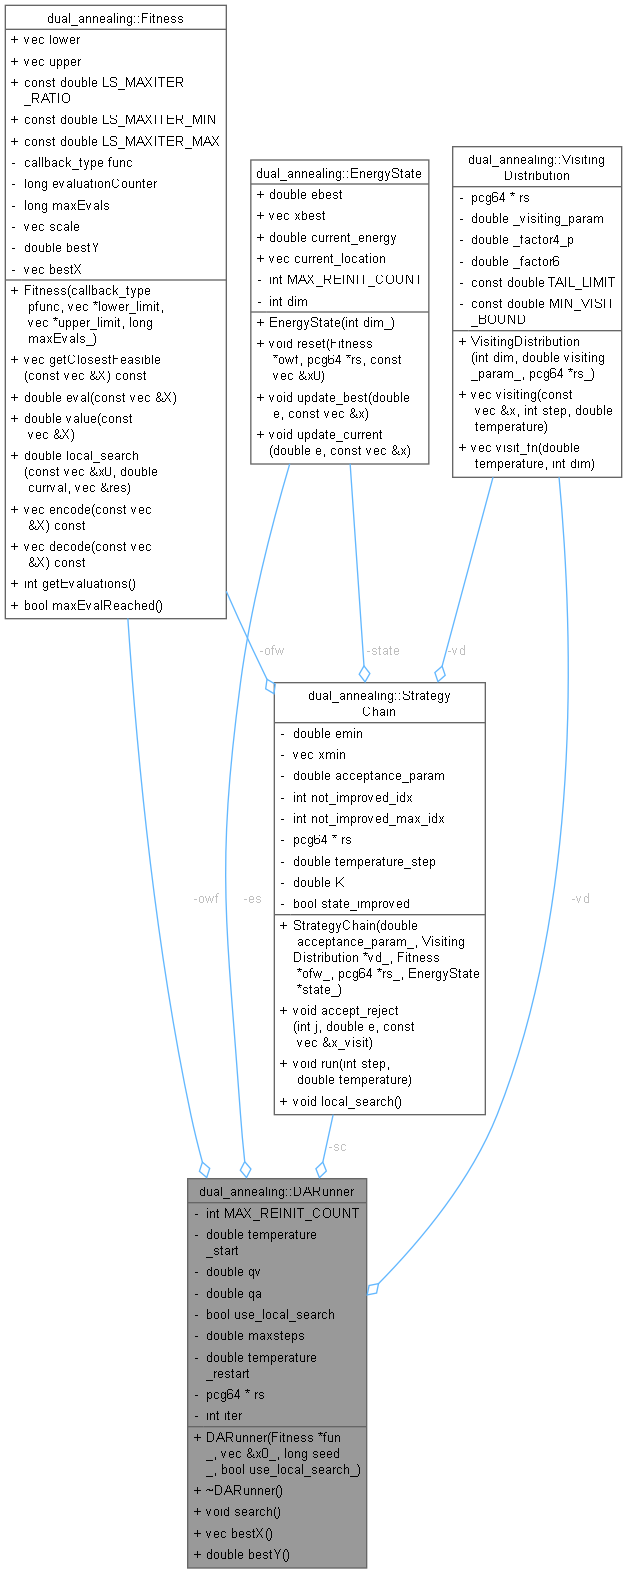 dual_annealing::Fitness
+ vec lower
+ vec upper
+ const double LS_MAXITER
_RATIO
+ const double LS_MAXITER_MIN
+ const double LS_MAXITER_MAX
- callback_type func
- long evaluationCounter
- long maxEvals
- vec scale
- double bestY
- vec bestX
+ Fitness(callback_type
pfunc, vec *lower_limit,
vec *upper_limit, long
maxEvals_)
+ vec getClosestFeasible
(const vec &X) const
+ double eval(const vec &X)
+ double value(const
vec &X)
+ double local_search
(const vec &x0, double
currval, vec &res)
+ vec encode(const vec
&X) const
+ vec decode(const vec
&X) const
+ int getEvaluations()
+ bool maxEvalReached()
dual_annealing::EnergyState
+ double ebest
+ vec xbest
+ double current_energy
+ vec current_location
- int MAX_REINIT_COUNT
- int dim
+ EnergyState(int dim_)
+ void reset(Fitness
*owf, pcg64 *rs, const
vec &x0)
+ void update_best(double
e, const vec &x)
+ void update_current
(double e, const vec &x)
dual_annealing::Visiting
Distribution
- pcg64 * rs
- double _visiting_param
- double _factor4_p
- double _factor6
- const double TAIL_LIMIT
- const double MIN_VISIT
_BOUND
+ VisitingDistribution
(int dim, double visiting
_param_, pcg64 *rs_)
+ vec visiting(const
vec &x, int step, double
temperature)
+ vec visit_fn(double
temperature, int dim)
-ofw
-state
-vd
dual_annealing::Strategy
Chain
- double emin
- vec xmin
- double acceptance_param
- int not_improved_idx
- int not_improved_max_idx
- pcg64 * rs
- double temperature_step
- double K
- bool state_improved
+ StrategyChain(double
acceptance_param_, Visiting
Distribution *vd_, Fitness
*ofw_, pcg64 *rs_, EnergyState
*state_)
+ void accept_reject
(int j, double e, const
vec &x_visit)
+ void run(int step,
double temperature)
+ void local_search()
-owf
-es
-vd
-sc
dual_annealing::DARunner
- int MAX_REINIT_COUNT
- double temperature
_start
- double qv
- double qa
- bool use_local_search
- double maxsteps
- double temperature
_restart
- pcg64 * rs
- int iter
+ DARunner(Fitness *fun
_, vec &x0_, long seed
_, bool use_local_search_)
+ ~DARunner()
+ void search()
+ vec bestX()
+ double bestY()